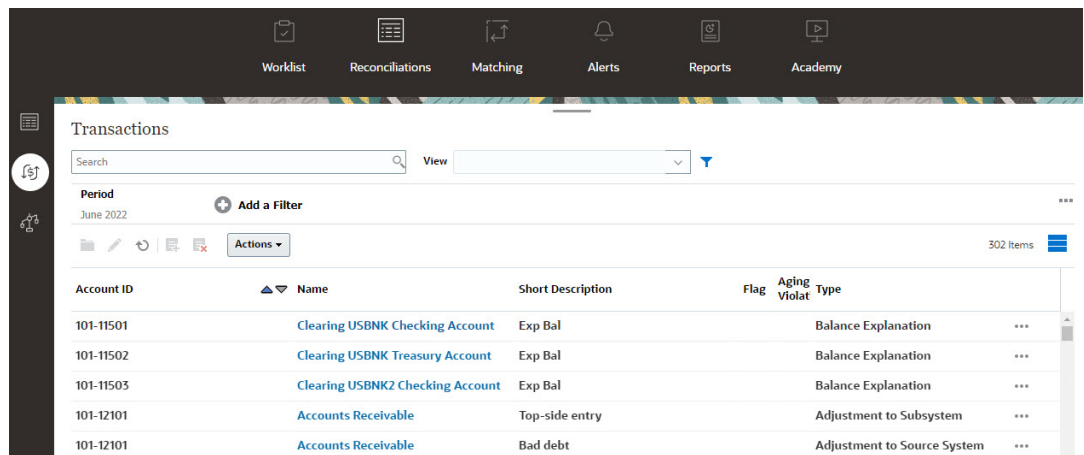 Worklist Reconciliations Matching Alerts Reports Academy
Transactions
Search View
Period
June 2022
Add a Filter
Actions 302 Items
Account ID Name Short Description Flag Aging Violat Type
101-11501 Clearing USBNK Checking Account Exp Bal Balance Explanation
101-11502 Clearing USBNK Treasury Account Exp Bal Balance Explanation
101-11503 Clearing USBNK2 Checking Account Exp Bal Balance Explanation
101-12101 Accounts Receivable Top-side entry Adjustment to Subsystem
101-12101 Accounts Receivable Bad debt Adjustment to Source System